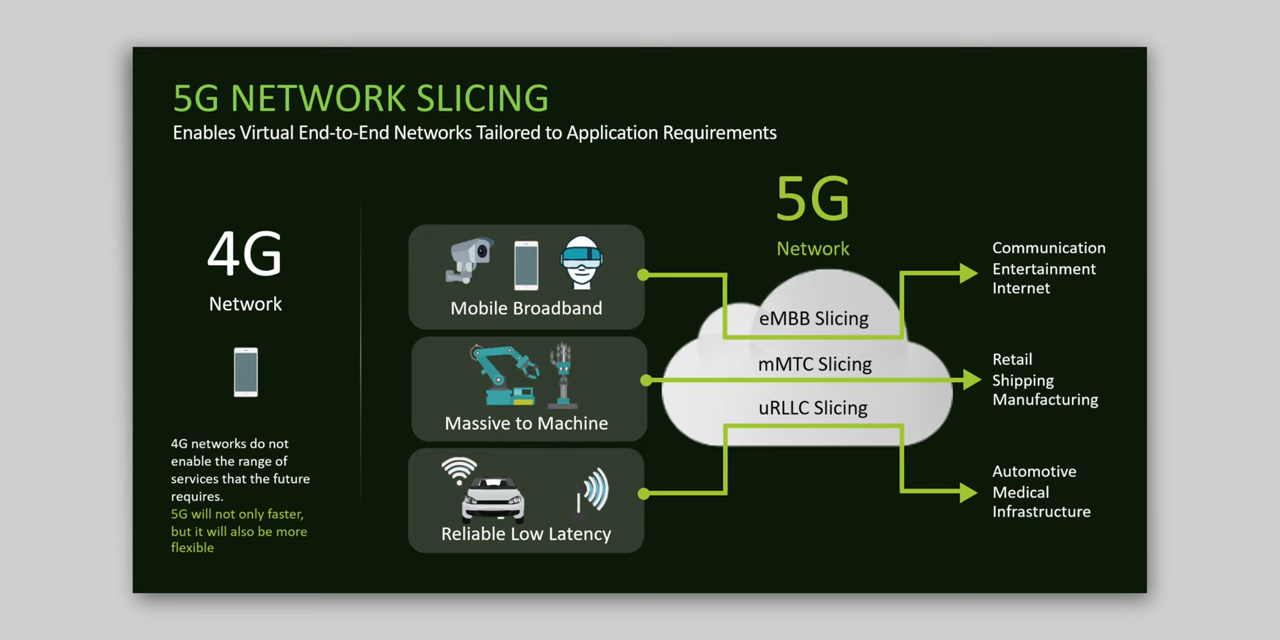 5G NETWORK SLICING
Enables Virtual End-to-End Networks Tailored to Application Requirements
4G
Network
4G networks do not
enable the range of
services that the future
requires.
5G will not only faster,
but it will also be more
flexible
Mobile Broadband
Massive to Machine
Reliable Low Latency
5G
Network
eMBB Slicing
mMTC Slicing
uRLLC Slicing
Communication
Entertainment
Internet
Retail
Shipping
Manufacturing
Automotive
Medical
Infrastructure